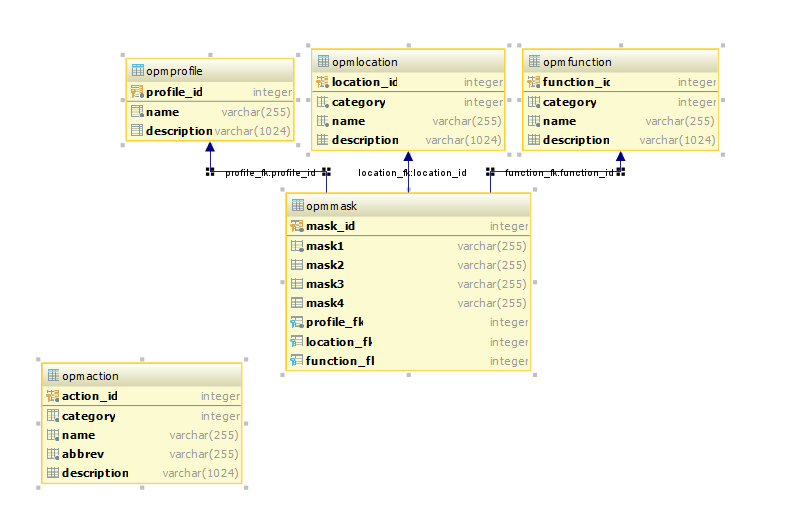 opmprofile
profile_id integer
name varchar(255)
description varchar(1024)
opmlocation
location_id integer
category integer
name varchar(255)
description varchar(1024)
opmfunction
function_id integer
category integer
name varchar(255)
description varchar(1024)
profile_fk:profile_id
location_fk:location_id
function_fk:function_id
opmmask
mask_id integer
mask1 varchar(255)
mask2 varchar(255)
mask3 varchar(255)
mask4 varchar(255)
profile_fk integer
location_fk integer
function_fl integer
opmaction
action_id integer
category integer
name varchar(255)
abbrev varchar(255)
description varchar(1024)